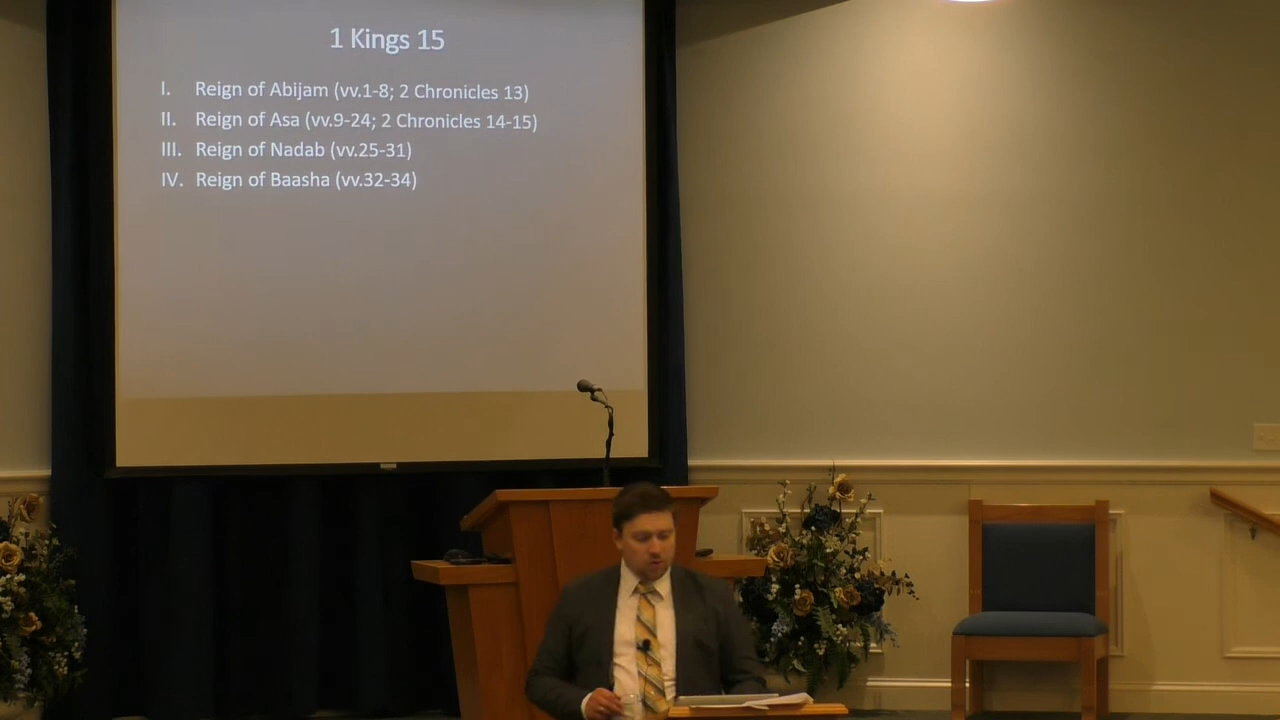 1 Kings 15
I. Reign of Abijam (vv.1-8; 2 Chronicles 13)
II. Reign of Asa (vv.9-24; 2 Chronicles 14-15)
III. Reign of Nadab (vv.25-31)
IV. Reign of Baasha (vv.32-34)